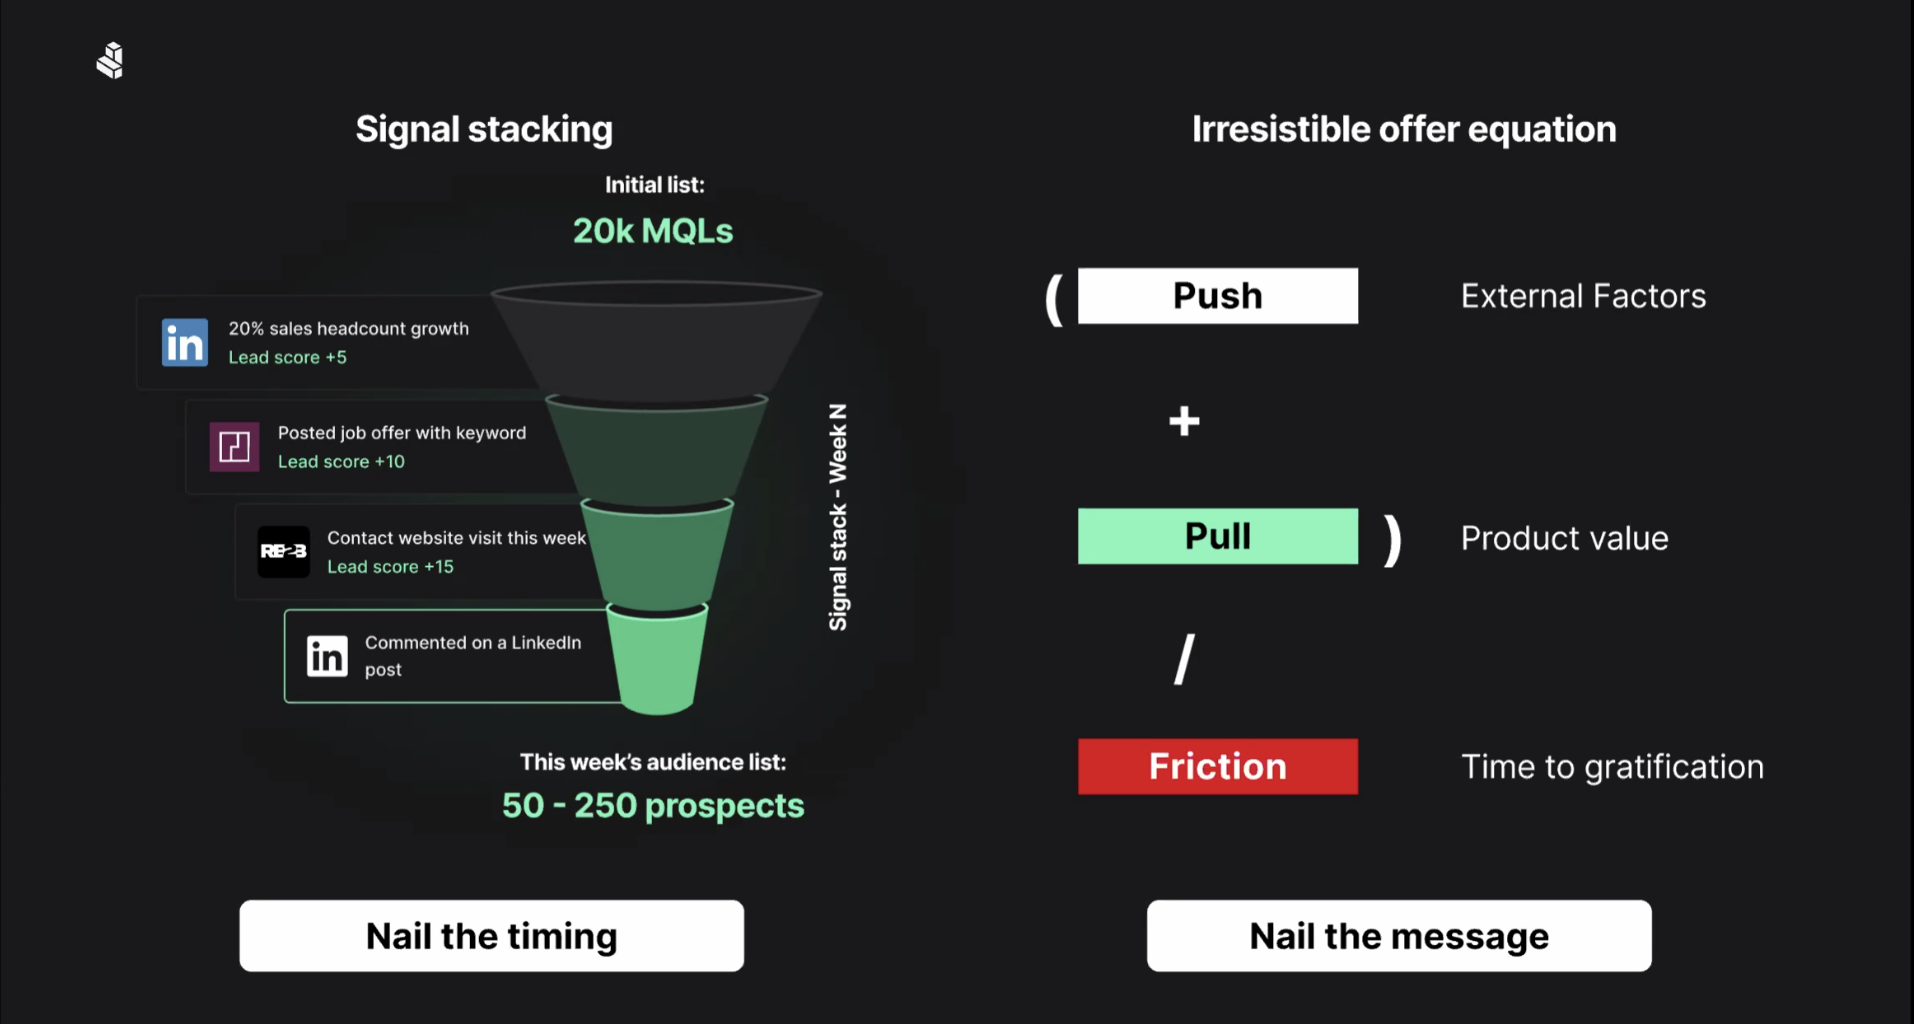 Signal stacking
Initial list:
20k MQLs
in
20% sales headcount growth
Lead score +5
Posted job offer with keyword
Lead score +10
Contact website visit this week
Lead score +15
in
Commented on a LinkedIn
post
Signal stack - Week N
This week's audience list:
50 - 250 prospects
Nail the timing
Irresistible offer equation
( Push
External Factors
+
Pull )
Product value
/
Friction
Time to gratification
Nail the message